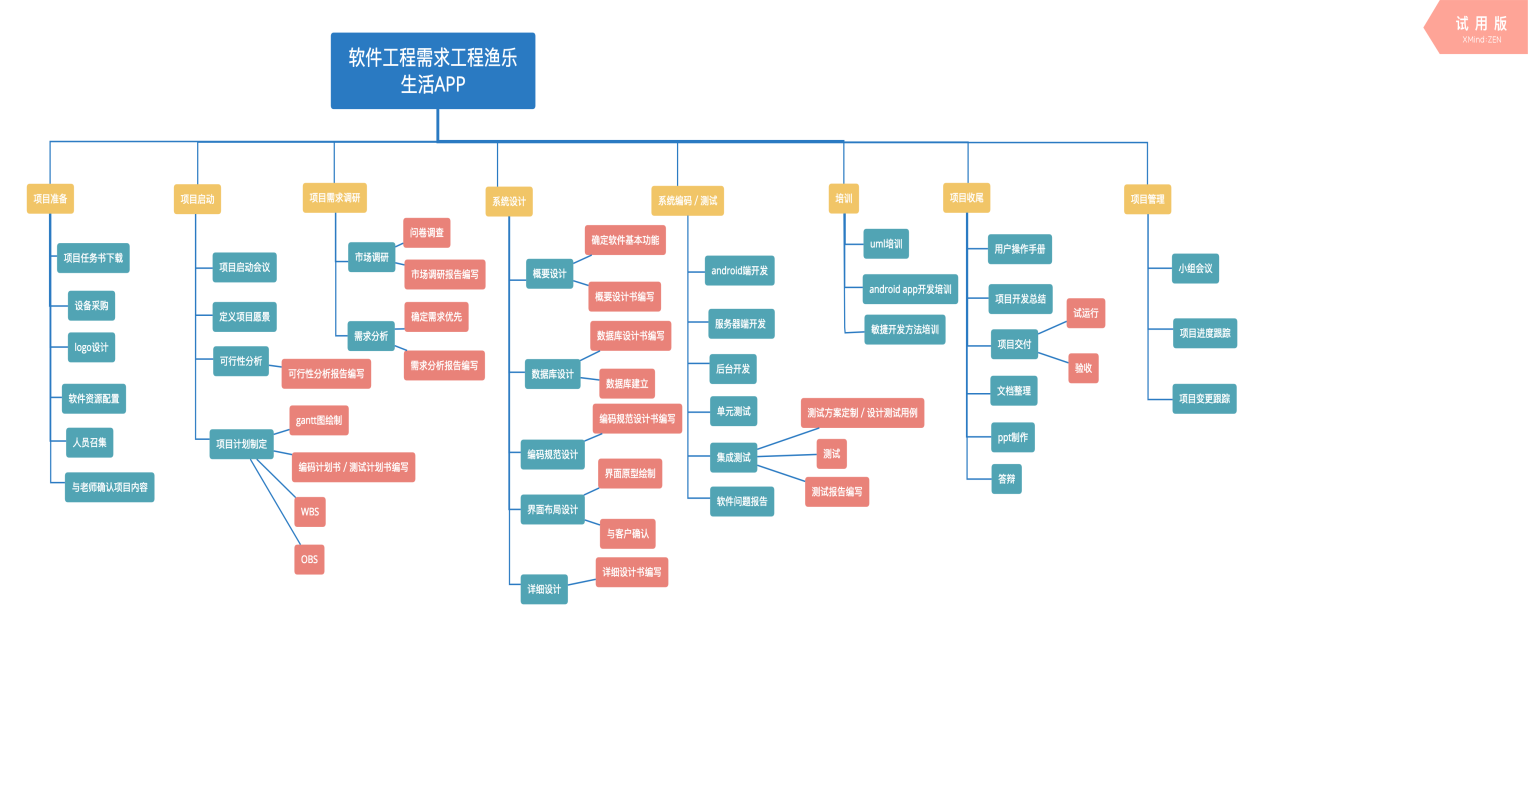 试 用 版
XMind-ZEN
软件工程需求工程渔乐
生活APP
项目准备
项目任务书下载
设备采购
logo设计
软件资源配置
人员召集
与老师确认项目内容
项目启动
项目启动会议
定义项目愿景
可行性分析
可行性分析报告编写
项目计划制定
gantt图绘制
编码计划书 / 测试计划书编写
WBS
OBS
项目需求调研
市场调研
问卷调查
市场调研报告编写
需求分析
确定需求优先
需求分析报告编写
系统设计
概要设计
确定软件基本功能
概要设计书编写
数据库设计
数据库设计书编写
数据库建立
编码规范设计
编码规范设计书编写
界面布局设计
界面原型绘制
与客户确认
详细设计
详细设计书编写
系统编码 / 测试
android端开发
服务器端开发
后台开发
单元测试
集成测试
测试方案定制 / 设计测试用例
测试
测试报告编写
软件问题报告
培训
uml培训
android app开发培训
敏捷开发方法培训
项目收尾
用户操作手册
项目开发总结
项目交付
试运行
验收
文档整理
ppt制作
答辩
项目管理
小组会议
项目进度跟踪
项目变更跟踪